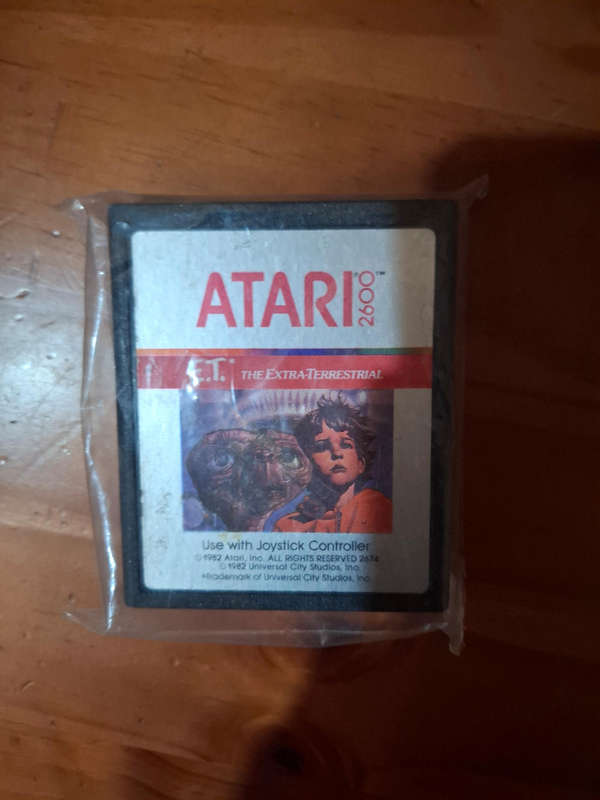 ATARI®
2600™
E.T.* THE EXTRA-TERRESTRIAL
Use with Joystick Controller
©1982 Atari, Inc. ALL RIGHTS RESERVED 2674
©1982 Universal City Studios, Inc.
*Trademark of Universal City Studios, Inc.